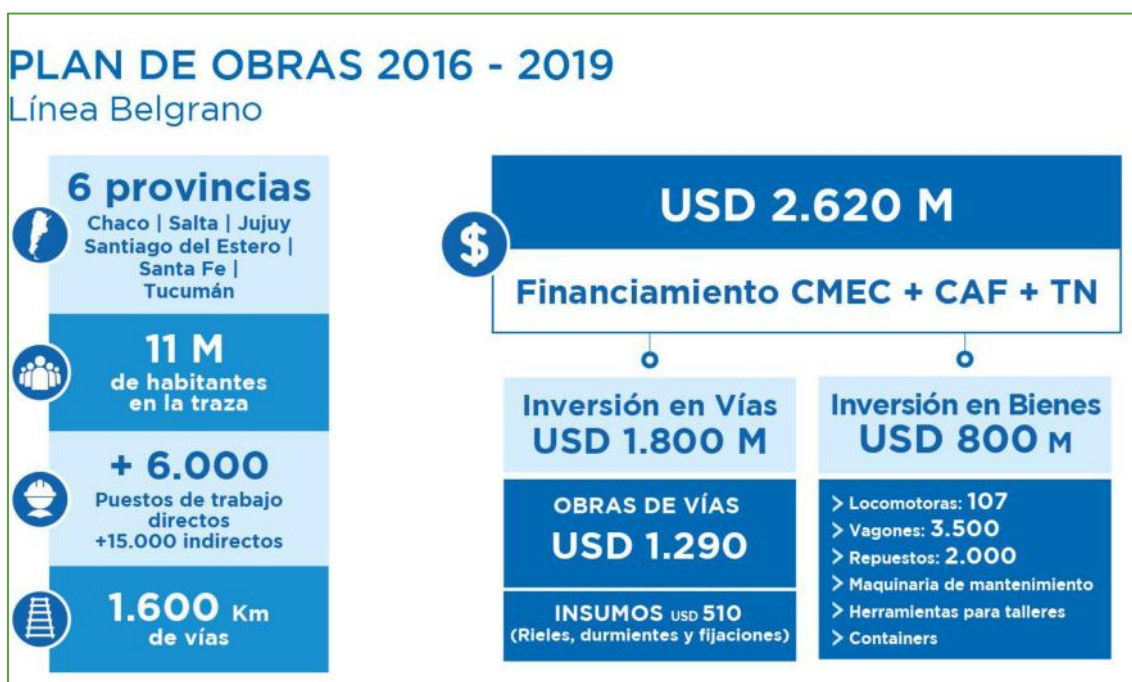 PLAN DE OBRAS 2016 - 2019
Línea Belgrano
6 provincias
Chaco | Salta | Jujuy
Santiago del Estero |
Santa Fe |
Tucumán
11 M
de habitantes
en la traza
+ 6.000
Puestos de trabajo
directos
+15.000 indirectos
1.600 Km
de vías
$
USD 2.620 M
Financiamiento CMEC + CAF + TN
Inversión en Vías
USD 1.800 M
OBRAS DE VÍAS
USD 1.290
INSUMOS USD 510
(Rieles, durmientes y fijaciones)
Inversión en Bienes
USD 800 M
> Locomotoras: 107
> Vagones: 3.500
> Repuestos: 2.000
> Maquinaria de mantenimiento
> Herramientas para talleres
> Containers